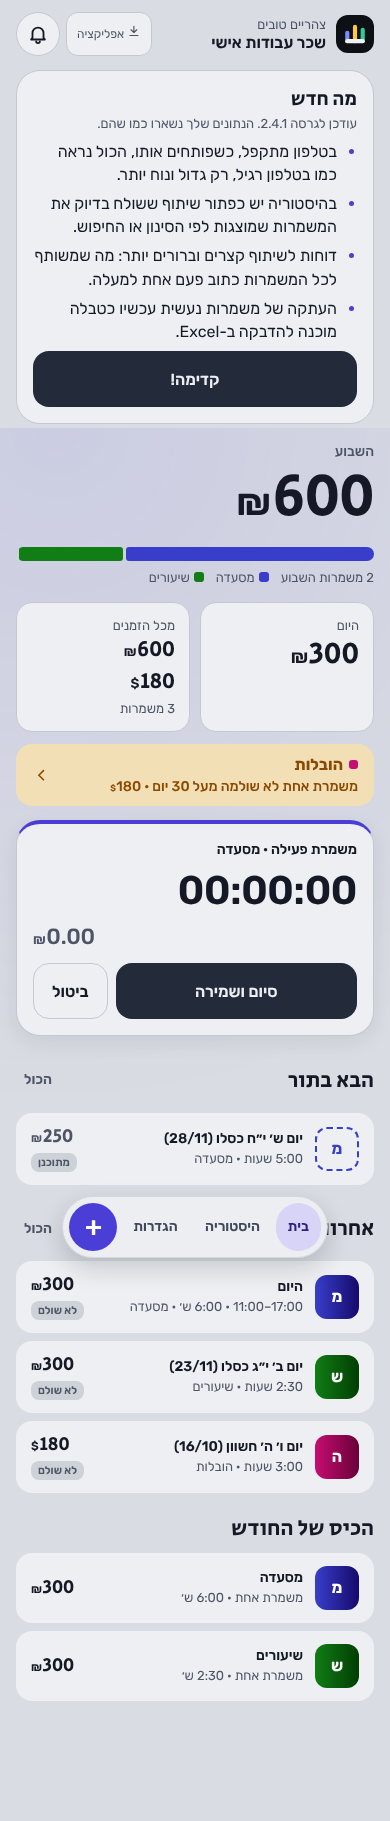 צהריים טובים
שכר עבודות אישי
אפליקציה
מה חדש
עודכן לגרסה 2.4.1. הנתונים שלך נשארו כמו שהם.
בטלפון מתקפל, כשפותחים אותו, הכול נראה
כמו בטלפון רגיל, רק גדול ונוח יותר.
בהיסטוריה יש כפתור שיתוף ששולח בדיוק את
המשמרות שמוצגות לפי הסינון או החיפוש.
דוחות לשיתוף קצרים וברורים יותר: מה שמשותף
לכל המשמרות כתוב פעם אחת למעלה.
העתקה של משמרות נעשית עכשיו כטבלה
מוכנה להדבקה ב-Excel.
קדימה!
השבוע
₪600
2 משמרות השבוע
מסעדה
שיעורים
היום
₪300
מכל הזמנים
₪600
$180
3 משמרות
הובלות
משמרת אחת לא שולמה מעל 30 יום • $180
משמרת פעילה • מסעדה
00:00:00
₪0.00
סיום ושמירה
ביטול
הבא בתור
הכול
מ
יום ש׳ י״ח כסלו (28/11)
5:00 שעות • מסעדה
₪250
מתוכנן
אחרו
הכול
בית
היסטוריה
הגדרות
+
מ
היום
11:00–17:00 • 6:00 ש׳ • מסעדה
₪300
לא שולם
ש
יום ב׳ י״ג כסלו (23/11)
2:30 שעות • שיעורים
₪300
לא שולם
ה
יום ו׳ ה׳ חשוון (16/10)
3:00 שעות • הובלות
$180
לא שולם
הכיס של החודש
מ
מסעדה
משמרת אחת • 6:00 ש׳
₪300
ש
שיעורים
משמרת אחת • 2:30 ש׳
₪300